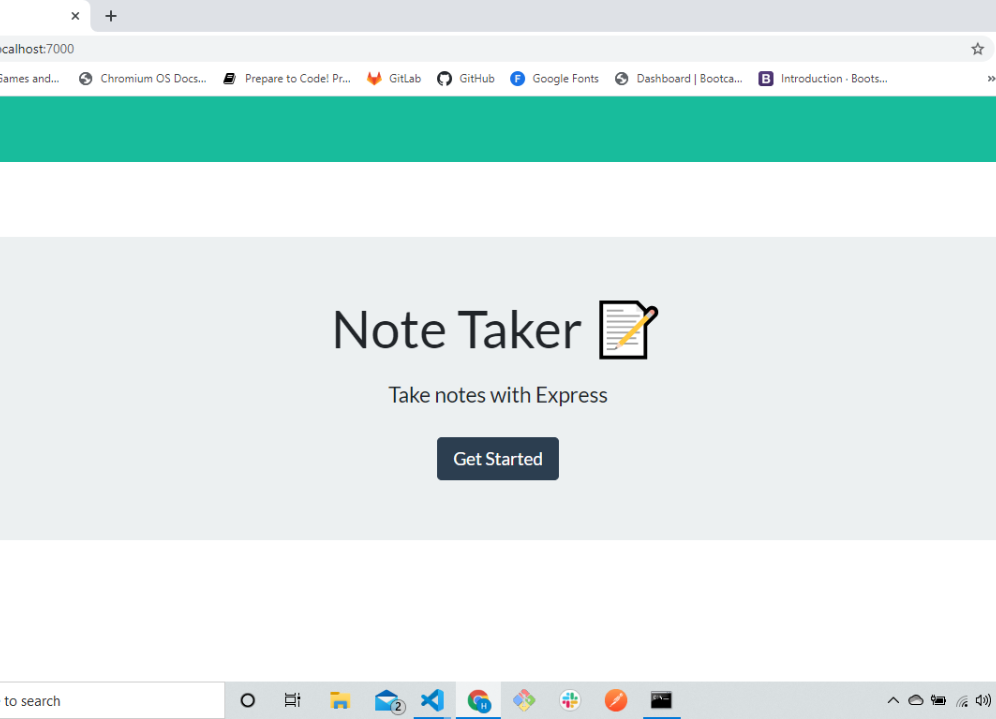 ocalhost:7000
Games and... Chromium OS Docs... Prepare to Code! Pr... GitLab GitHub Google Fonts Dashboard | Bootca... Introduction · Boots... »
Note Taker
Take notes with Express
Get Started
to search
2
H